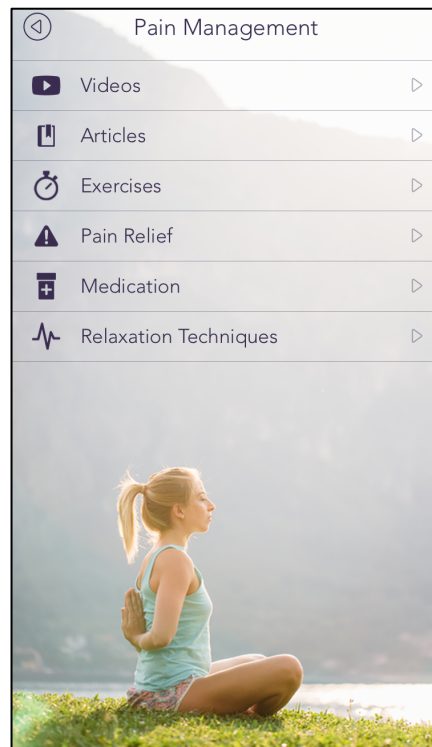 Pain Management
Videos
Articles
Exercises
Pain Relief
Medication
Relaxation Techniques